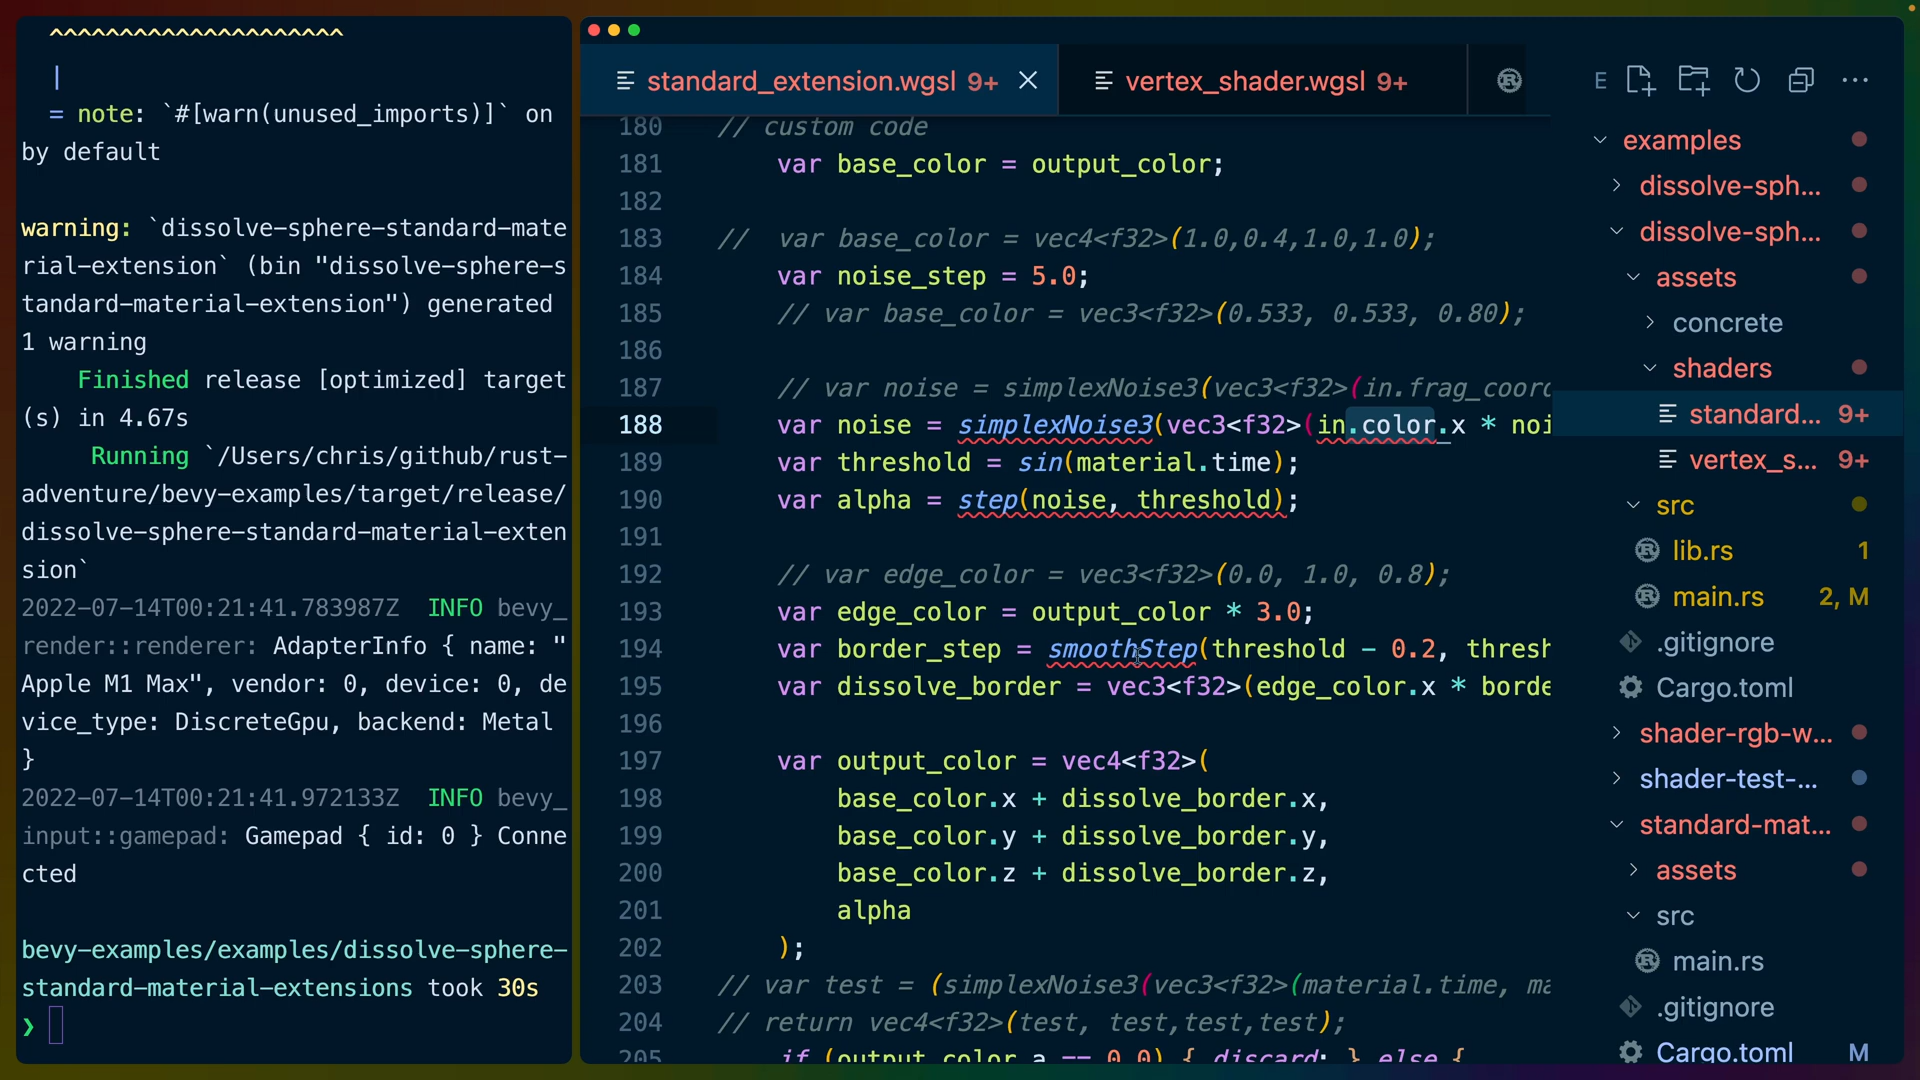 ^^^^^^^^^^^^^^^^^^^^^
|
= note: `#[warn(unused_imports)]` on
by default
warning: `dissolve-sphere-standard-mate
rial-extension` (bin "dissolve-sphere-s
tandard-material-extension") generated
1 warning
Finished release [optimized] target
(s) in 4.67s
Running `/Users/chris/github/rust-
adventure/bevy-examples/target/release/
dissolve-sphere-standard-material-exten
sion`
2022-07-14T00:21:41.783987Z  INFO bevy_
render::renderer: AdapterInfo { name: "
Apple M1 Max", vendor: 0, device: 0, de
vice_type: DiscreteGpu, backend: Metal
}
2022-07-14T00:21:41.972133Z  INFO bevy_
input::gamepad: Gamepad { id: 0 } Conne
cted
bevy-examples/examples/dissolve-sphere-
standard-material-extensions took 30s
❯
standard_extension.wgsl 9+
vertex_shader.wgsl 9+
180 // custom code
181 var base_color = output_color;
182
183 //  var base_color = vec4<f32>(1.0,0.4,1.0,1.0);
184 var noise_step = 5.0;
185 // var base_color = vec3<f32>(0.533, 0.533, 0.80);
186
187 // var noise = simplexNoise3(vec3<f32>(in.frag_coord
188 var noise = simplexNoise3(vec3<f32>(in.color.x * noi
189 var threshold = sin(material.time);
190 var alpha = step(noise, threshold);
191
192 // var edge_color = vec3<f32>(0.0, 1.0, 0.8);
193 var edge_color = output_color * 3.0;
194 var border_step = smoothStep(threshold - 0.2, thresh
195 var dissolve_border = vec3<f32>(edge_color.x * borde
196
197 var output_color = vec4<f32>(
198 base_color.x + dissolve_border.x,
199 base_color.y + dissolve_border.y,
200 base_color.z + dissolve_border.z,
201 alpha
202 );
203 // var test = (simplexNoise3(vec3<f32>(material.time, ma
204 // return vec4<f32>(test, test,test,test);
205 if (output_color.a == 0.0) { discard; } else {
E
examples
dissolve-sph...
dissolve-sph...
assets
concrete
shaders
standard... 9+
vertex_s... 9+
src
lib.rs 1
main.rs 2, M
.gitignore
Cargo.toml
shader-rgb-w...
shader-test-...
standard-mat...
assets
src
main.rs
.gitignore
Cargo.toml M